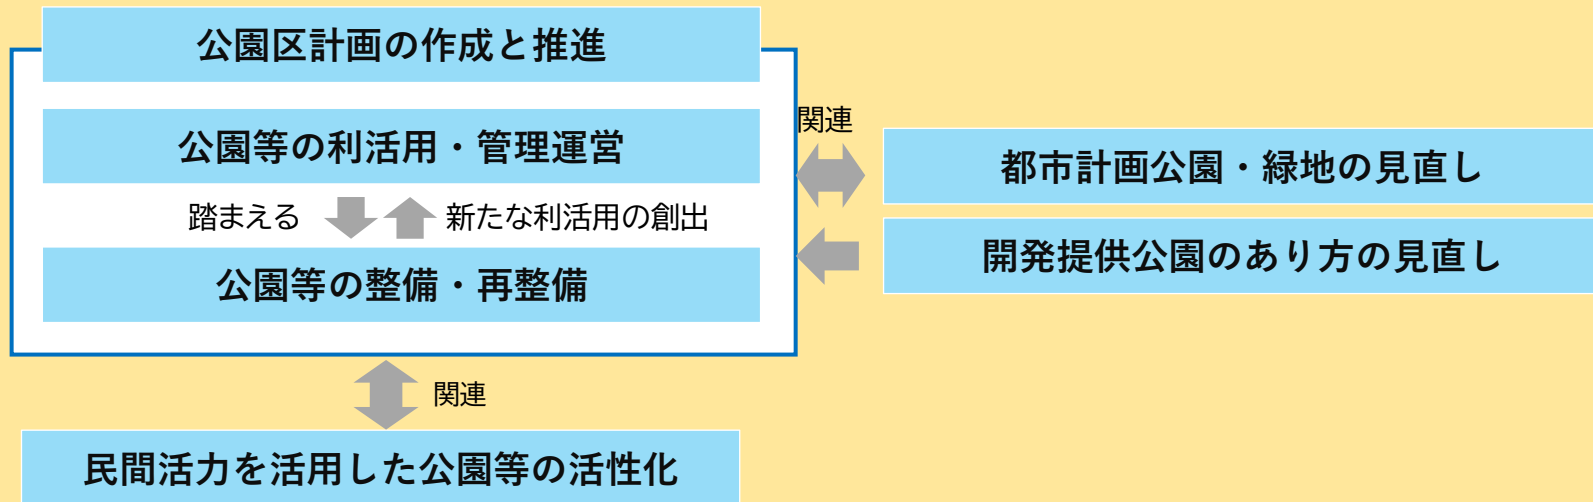 公園区計画の作成と推進
公園等の利活用・管理運営
踏まえる
新たな利活用の創出
公園等の整備・再整備
関連
都市計画公園・緑地の見直し
開発提供公園のあり方の見直し
関連
民間活力を活用した公園等の活性化